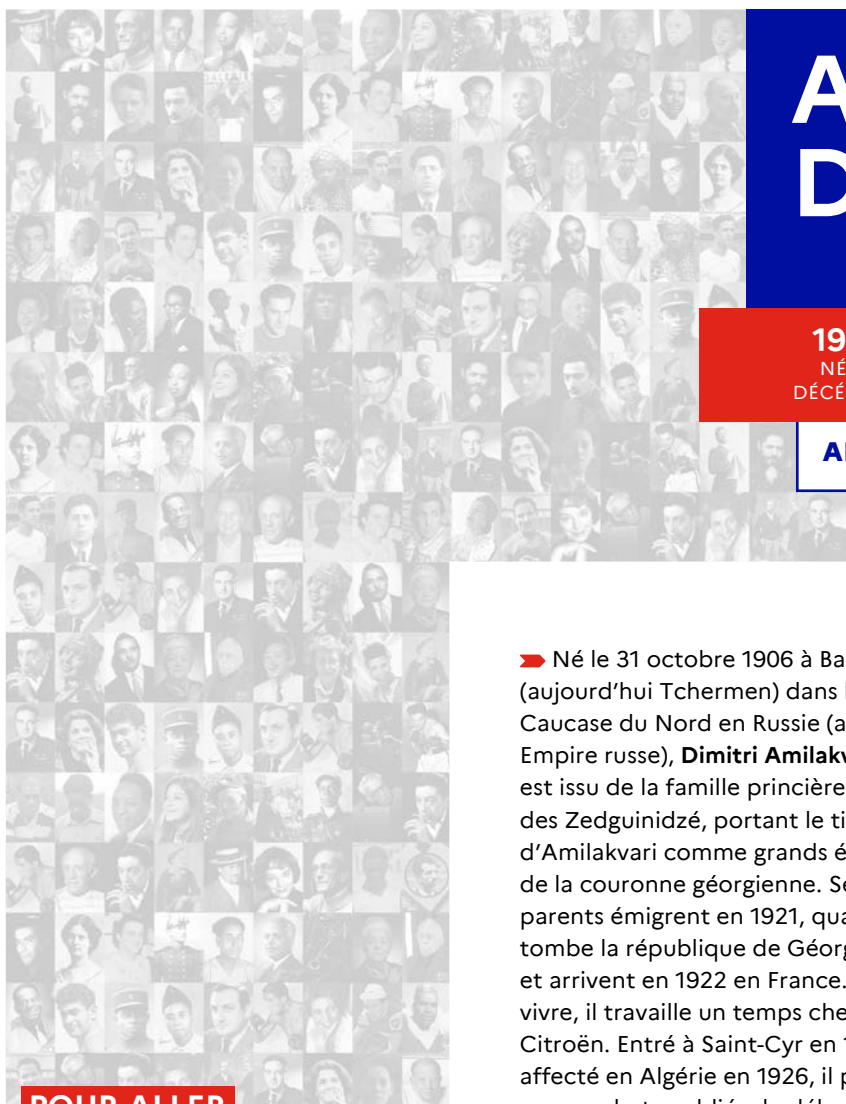 A
D
19
NÉ
DÉCÉ
Né le 31 octobre 1906 à Ba
(aujourd’hui Tchermen) dans l
Caucase du Nord en Russie (a
Empire russe), Dimitri Amilakv
est issu de la famille princière
des Zedguinidzé, portant le ti
d’Amilakvari comme grands é
de la couronne géorgienne. Se
parents émigrent en 1921, qua
tombe la république de Géorg
et arrivent en 1922 en France.
vivre, il travaille un temps che
Citroën. Entré à Saint-Cyr en 1
affecté en Algérie en 1926, il p
POUR ALLER